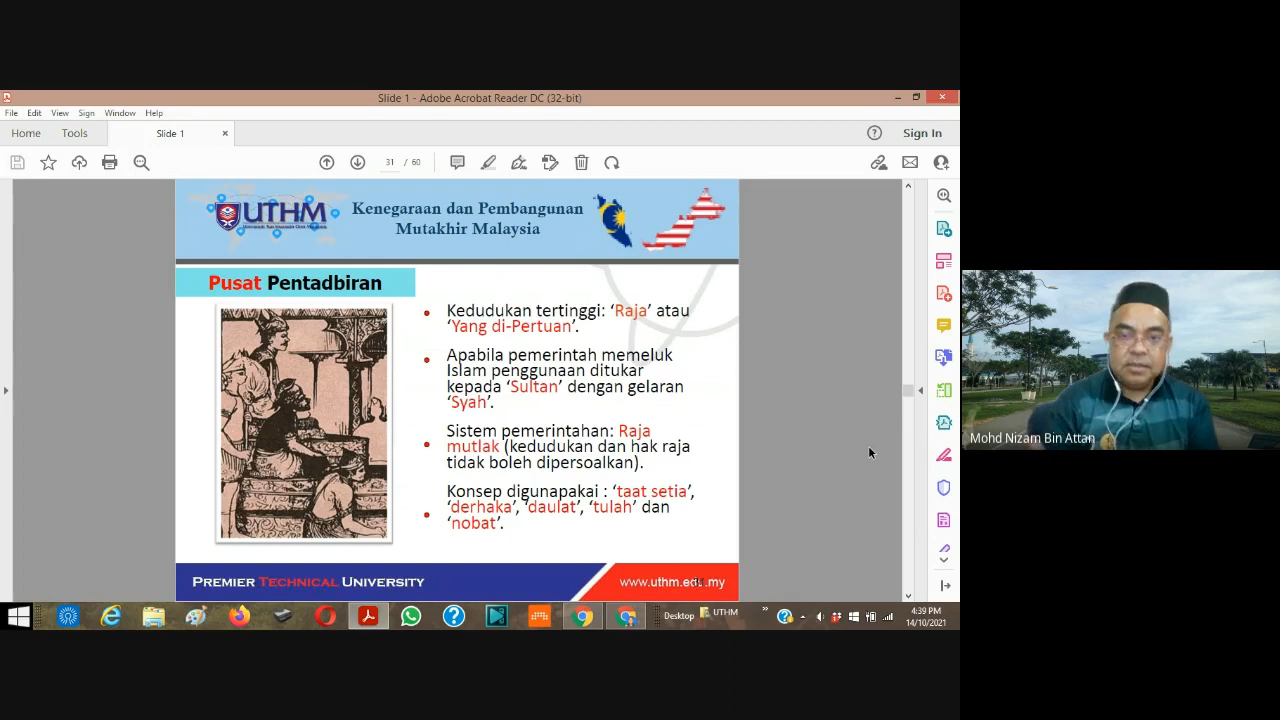 Slide 1 - Adobe Acrobat Reader DC (32-bit)
File Edit View Sign Window Help
Home Tools Slide 1 × ? Sign In
31 / 60
UTHM
Kenegaraan dan Pembangunan
Mutakhir Malaysia
Pusat Pentadbiran
• Kedudukan tertinggi: ‘Raja’ atau
‘Yang di-Pertuan’.
• Apabila pemerintah memeluk
Islam penggunaan ditukar
kepada ‘Sultan’ dengan gelaran
‘Syah’.
• Sistem pemerintahan: Raja
mutlak (kedudukan dan hak raja
tidak boleh dipersoalkan).
• Konsep digunapakai : ‘taat setia’,
‘derhaka’, ‘daulat’, ‘tulah’ dan
‘nobat’.
PREMIER TECHNICAL UNIVERSITY
www.uthm.edu.my
Mohd Nizam Bin Attan
Desktop UTHM
4:39 PM
14/10/2021